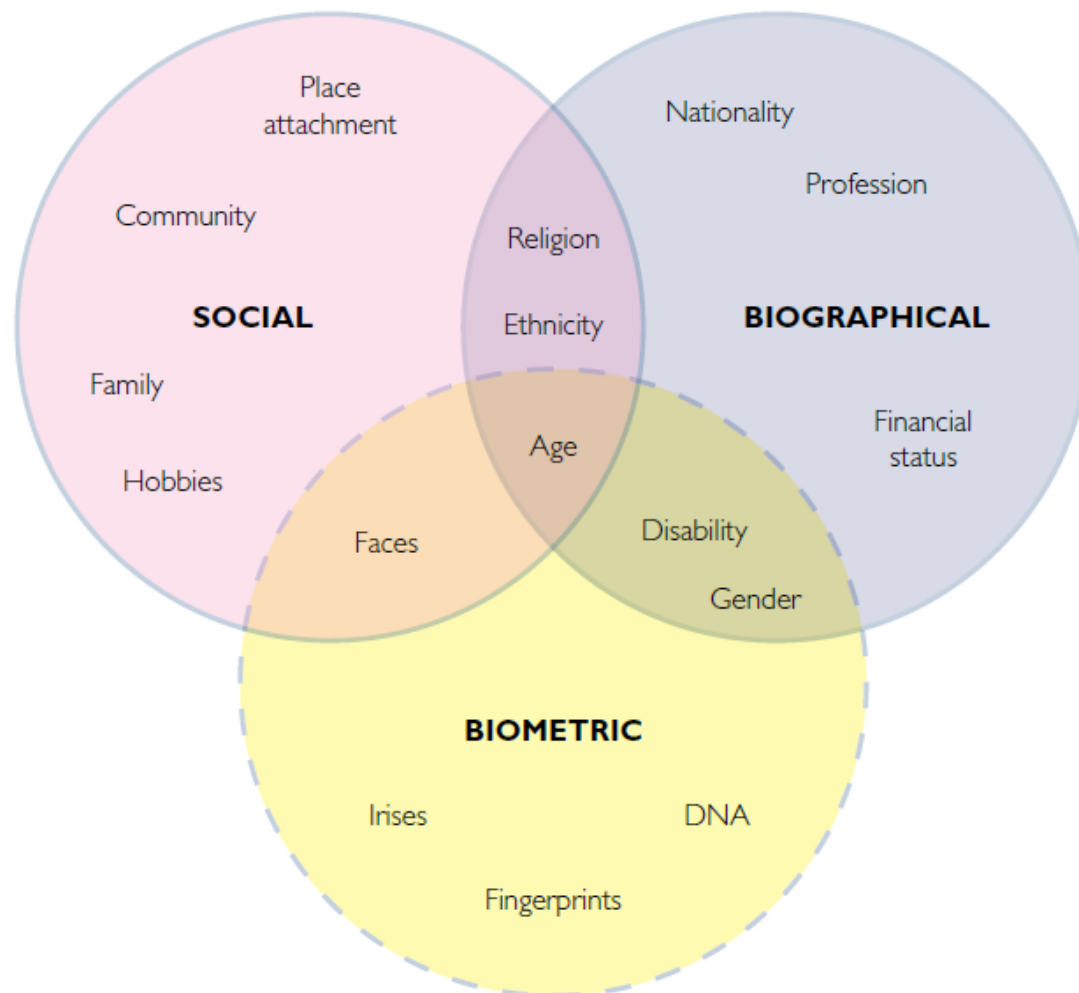 Place
attachment
Nationality
Profession
Community
Religion
SOCIAL
Ethnicity
BIOGRAPHICAL
Family
Financial
status
Age
Hobbies
Faces
Disability
Gender
BIOMETRIC
Irises
DNA
Fingerprints